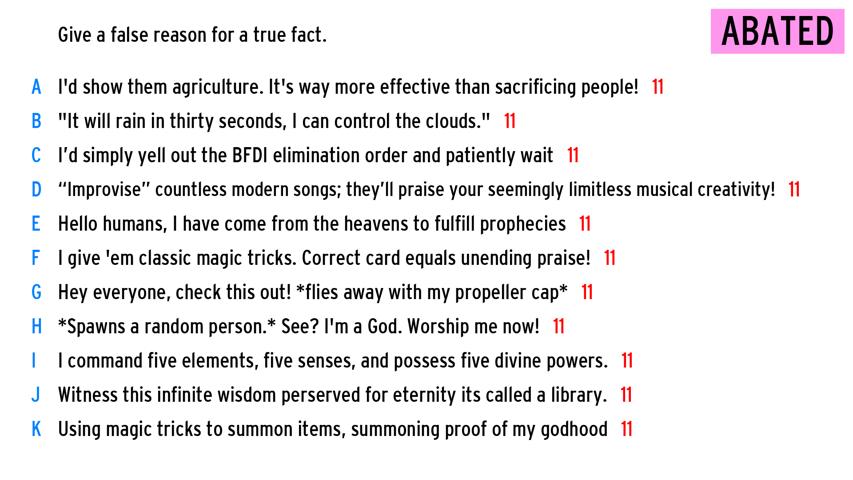 Give a false reason for a true fact.
ABATED
A I'd show them agriculture. It's way more effective than sacrificing people! 11
B "It will rain in thirty seconds, I can control the clouds." 11
C I’d simply yell out the BFDI elimination order and patiently wait 11
D “Improvise” countless modern songs; they’ll praise your seemingly limitless musical creativity! 11
E Hello humans, I have come from the heavens to fulfill prophecies 11
F I give 'em classic magic tricks. Correct card equals unending praise! 11
G Hey everyone, check this out! *flies away with my propeller cap* 11
H *Spawns a random person.* See? I'm a God. Worship me now! 11
I I command five elements, five senses, and possess five divine powers. 11
J Witness this infinite wisdom perserved for eternity its called a library. 11
K Using magic tricks to summon items, summoning proof of my godhood 11